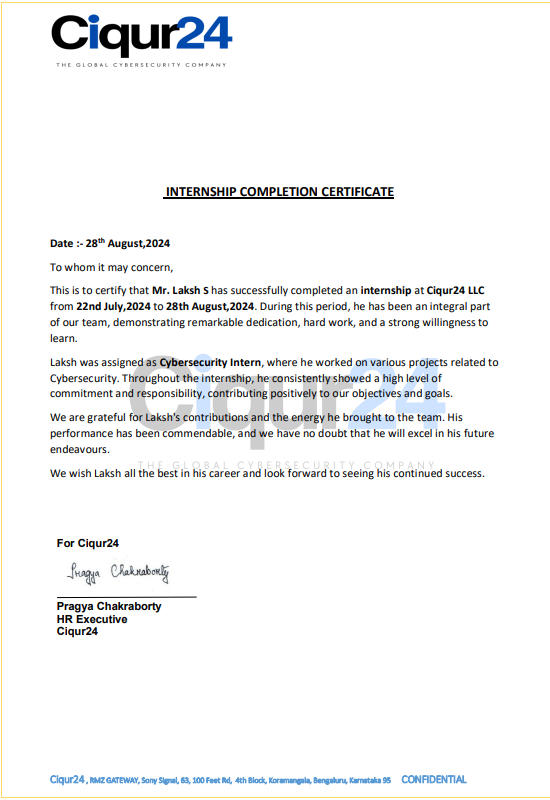 Ciqur24
THE GLOBAL CYBERSECURITY COMPANY
INTERNSHIP COMPLETION CERTIFICATE
Date :- 28th August,2024
To whom it may concern,
This is to certify that Mr. Laksh S has successfully completed an internship at Ciqur24 LLC
from 22nd July,2024 to 28th August,2024. During this period, he has been an integral part
of our team, demonstrating remarkable dedication, hard work, and a strong willingness to
learn.
Laksh was assigned as Cybersecurity Intern, where he worked on various projects related to
Cybersecurity. Throughout the internship, he consistently showed a high level of
commitment and responsibility, contributing positively to our objectives and goals.
Ciqur24
We are grateful for Laksh's contributions and the energy he brought to the team. His
performance has been commendable, and we have no doubt that he will excel in his future
endeavours.
THE GLOBAL CYBERSECURITY COMPANY
We wish Laksh all the best in his career and look forward to seeing his continued success.
For Ciqur24
Pragya Chakraborty
Pragya Chakraborty
HR Executive
Ciqur24
Ciqur24 , RMZ GATEWAY, Sony Signal, 63, 100 Feet Rd, 4th Block, Koramangala, Bengaluru, Karnataka 95 CONFIDENTIAL